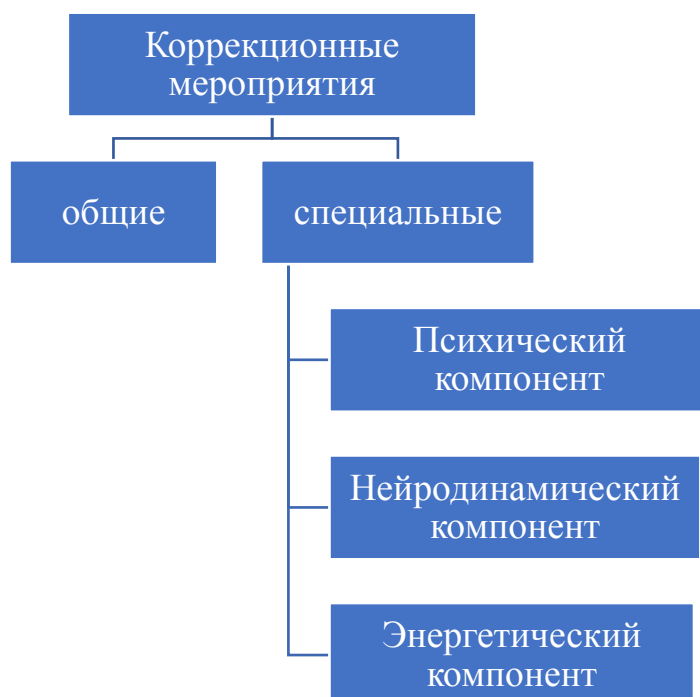 Коррекционные
мероприятия
общие
специальные
Психический
компонент
Нейродинамический
компонент
Энергетический
компонент